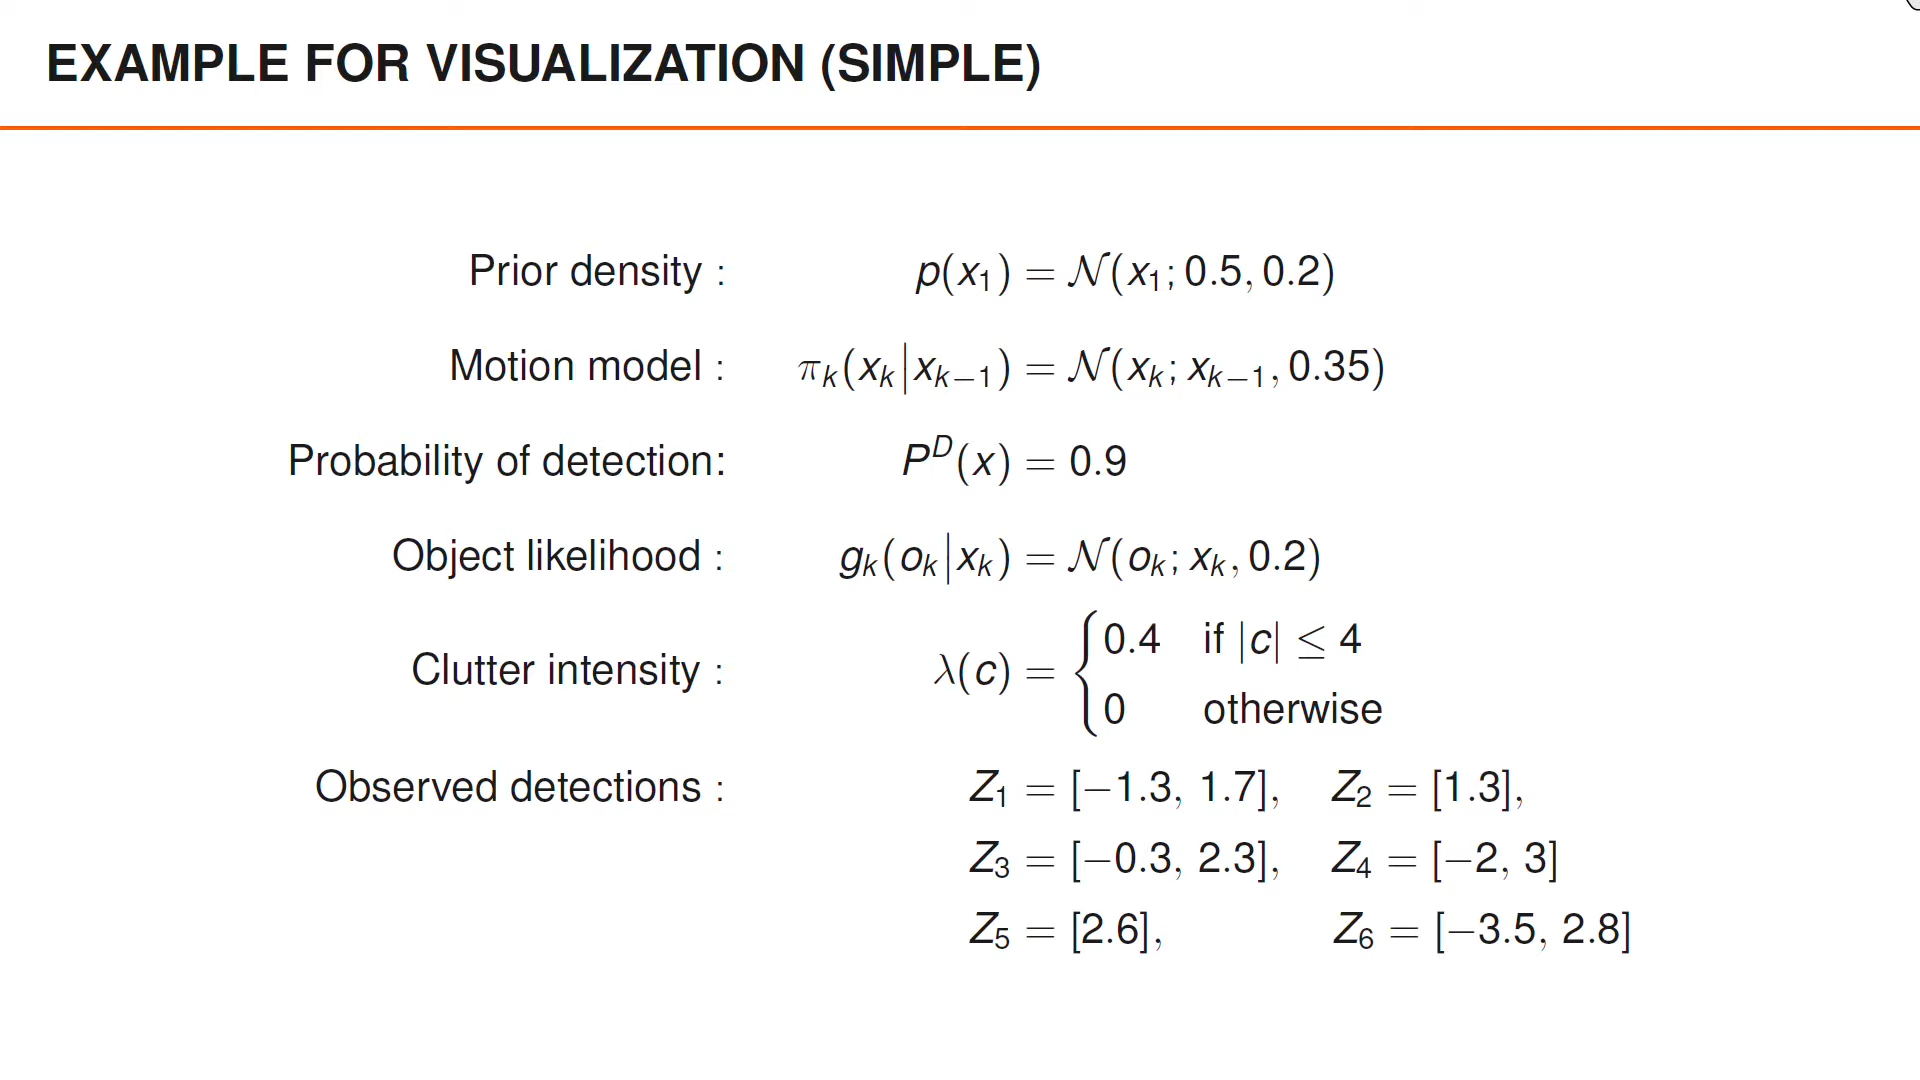 EXAMPLE FOR VISUALIZATION (SIMPLE)
Prior density : p(x₁) = 𝒩(x₁; 0.5, 0.2)
Motion model : πₖ(xₖ|xₖ₋₁) = 𝒩(xₖ; xₖ₋₁, 0.35)
Probability of detection: Pᴰ(x) = 0.9
Object likelihood : gₖ(oₖ|xₖ) = 𝒩(oₖ; xₖ, 0.2)
Clutter intensity : λ(c) = { 0.4 if |c| ≤ 4
0 otherwise
Observed detections : Z₁ = [−1.3, 1.7], Z₂ = [1.3],
Z₃ = [−0.3, 2.3], Z₄ = [−2, 3]
Z₅ = [2.6], Z₆ = [−3.5, 2.8]